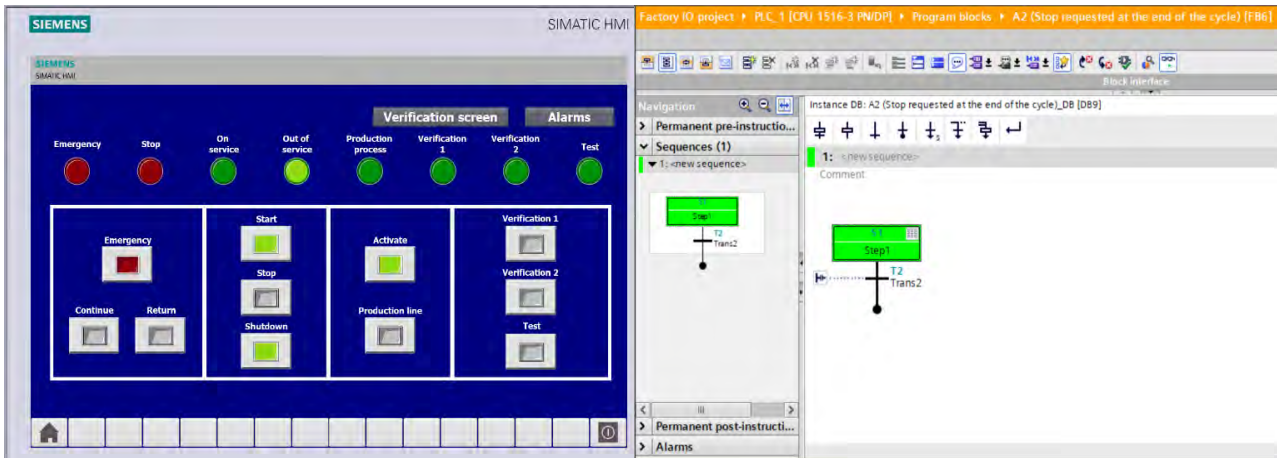 SIEMENS
SIMATIC HMI
SIEMENS
SIMATIC HMI
Verification screen
Alarms
Emergency
Stop
On service
Out of service
Production process
Verification 1
Verification 2
Test
Emergency
Continue
Return
Start
Stop
Shutdown
Activate
Production line
Verification 1
Verification 2
Test
Factory IO project ▸ PLC_1 [CPU 1516-3 PN/DP] ▸ Program blocks ▸ A2 (Stop requested at the end of the cycle) [FB6]
Block interface
Navigation
Permanent pre-instructio...
Sequences (1)
1: <new sequence>
Step1
T2
Trans2
Permanent post-instructi...
Alarms
Instance DB: A2 (Stop requested at the end of the cycle)_DB [DB9]
1: <new sequence>
Comment
S1
Step1
T2
Trans2